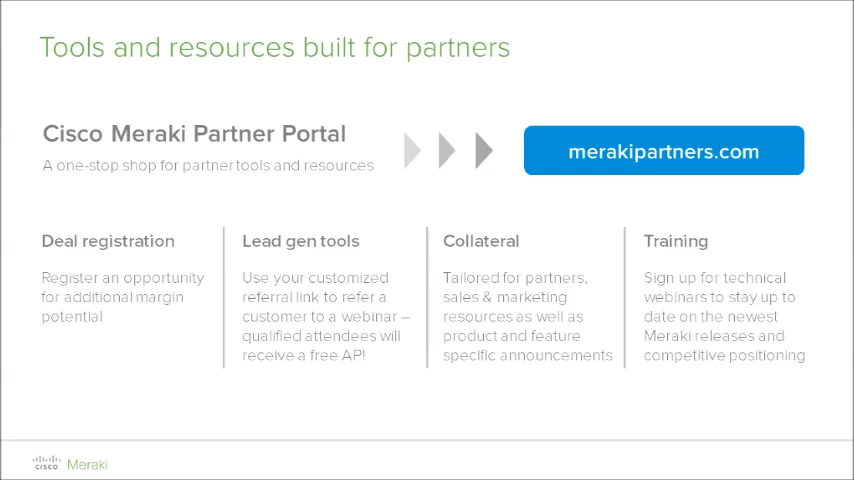 Tools and resources built for partners
Cisco Meraki Partner Portal
A one-stop shop for partner tools and resources
merakipartners.com
Deal registration
Register an opportunity
for additional margin
potential
Lead gen tools
Use your customized
referral link to refer a
customer to a webinar –
qualified attendees will
receive a free AP!
Collateral
Tailored for partners,
sales & marketing
resources as well as
product and feature
specific announcements
Training
Sign up for technical
webinars to stay up to
date on the newest
Meraki releases and
competitive positioning
cisco Meraki